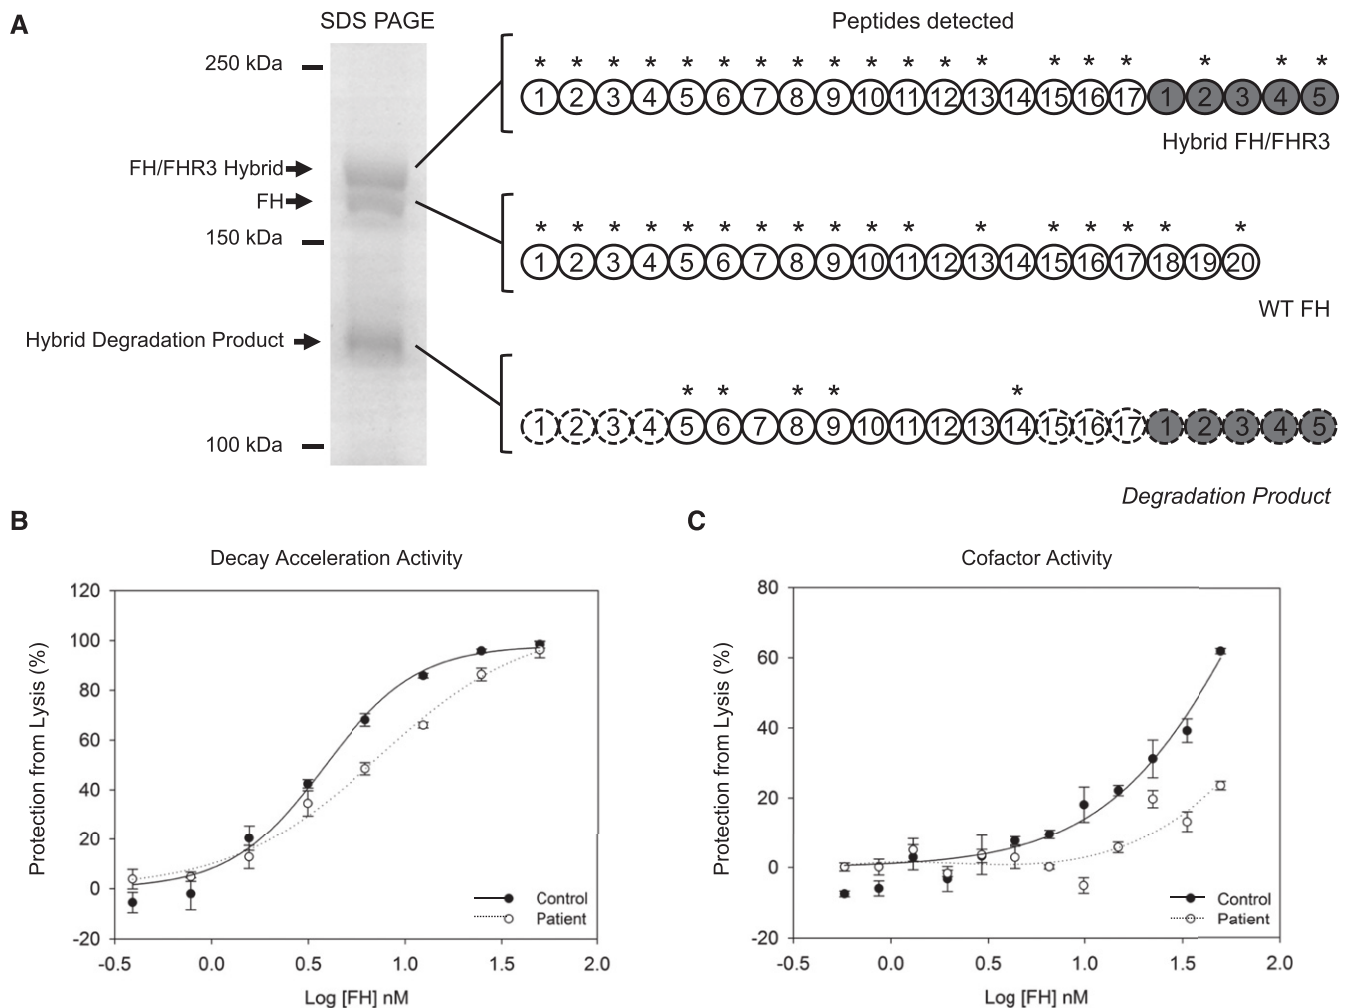 A
SDS PAGE
Peptides detected
250 kDa
* * * * * * * * * * * * * * * * * * *
1 2 3 4 5 6 7 8 9 10 11 12 13 14 15 16 17 1 2 3 4 5
Hybrid FH/FHR3
FH/FHR3 Hybrid
FH
150 kDa
* * * * * * * * * * * * * * * * *
1 2 3 4 5 6 7 8 9 10 11 12 13 14 15 16 17 18 19 20
WT FH
Hybrid Degradation Product
* * * * *
1 2 3 4 5 6 7 8 9 10 11 12 13 14 15 16 17 1 2 3 4 5
100 kDa
Degradation Product
B
Decay Acceleration Activity
Protection from Lysis (%)
120
100
80
60
40
20
0
-20
Control
Patient
-0.5 0.0 0.5 1.0 1.5 2.0
Log [FH] nM
C
Cofactor Activity
Protection from Lysis (%)
80
60
40
20
0
-20
Control
Patient
-0.5 0.0 0.5 1.0 1.5 2.0
Log [FH] nM